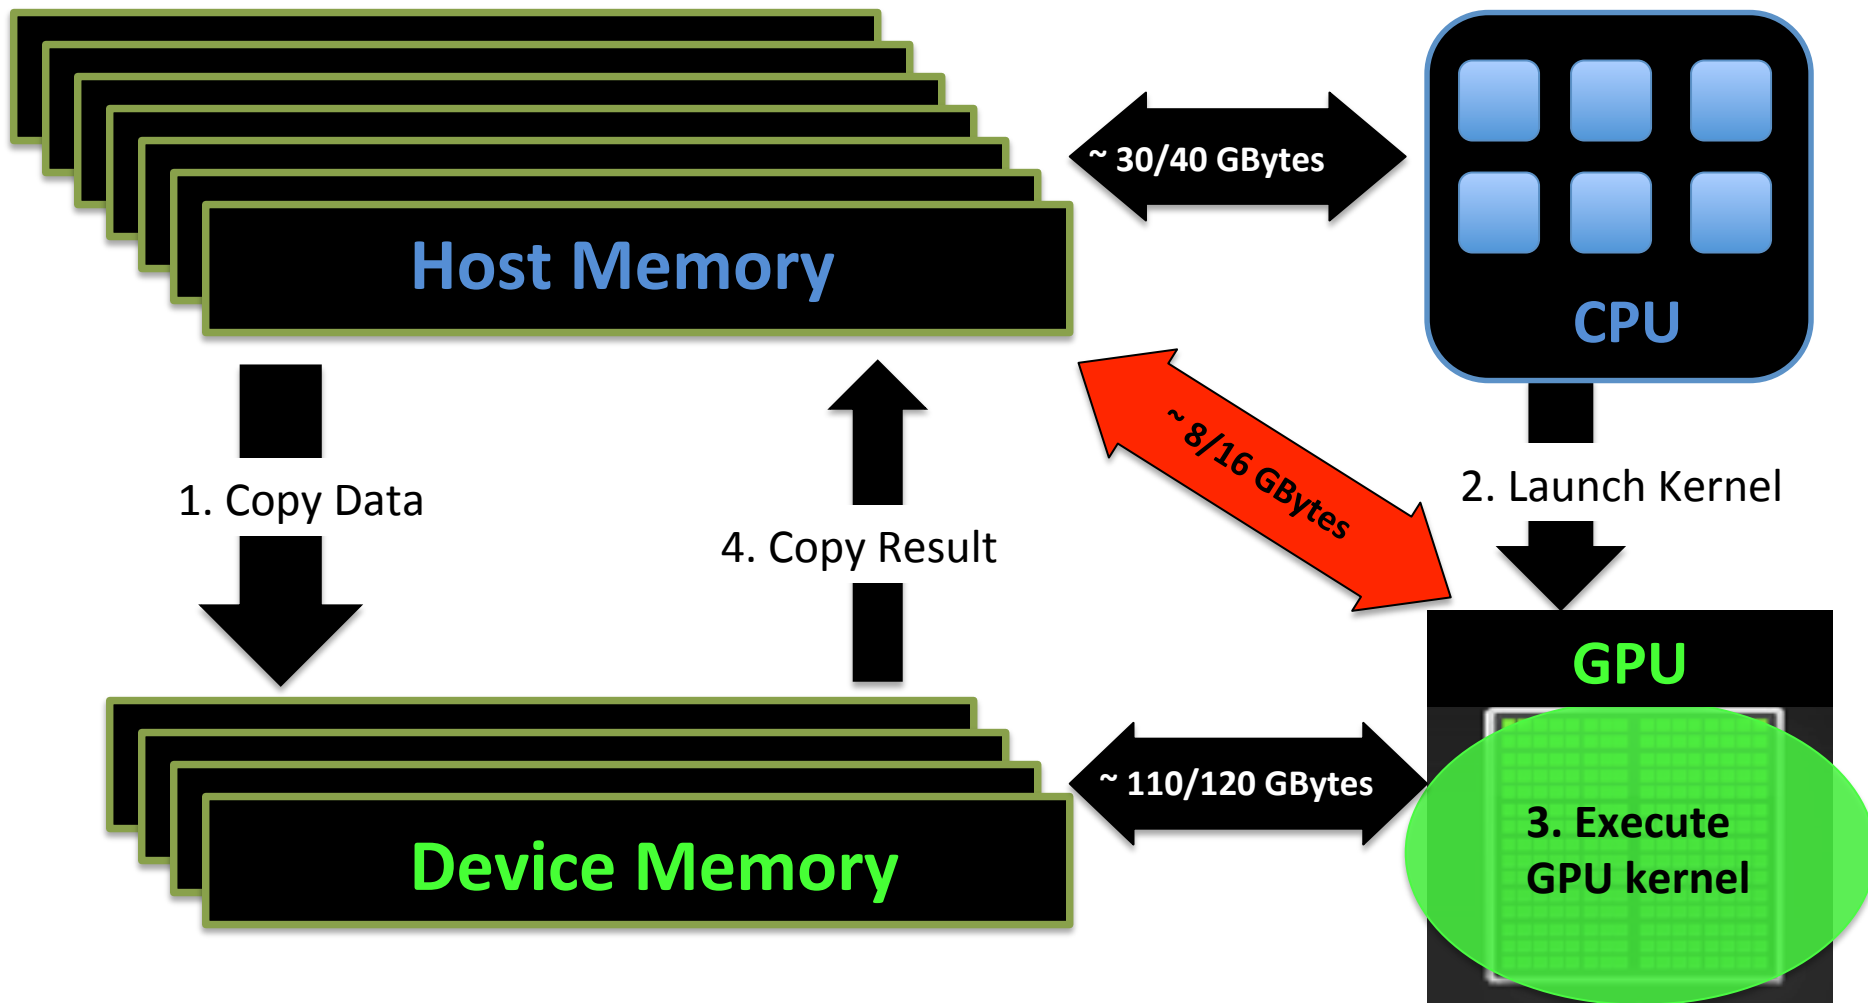 ~ 30/40 GBytes
Host Memory
CPU
~ 8/16 GBytes
1. Copy Data
2. Launch Kernel
4. Copy Result
GPU
~ 110/120 GBytes
3. Execute
GPU kernel
Device Memory